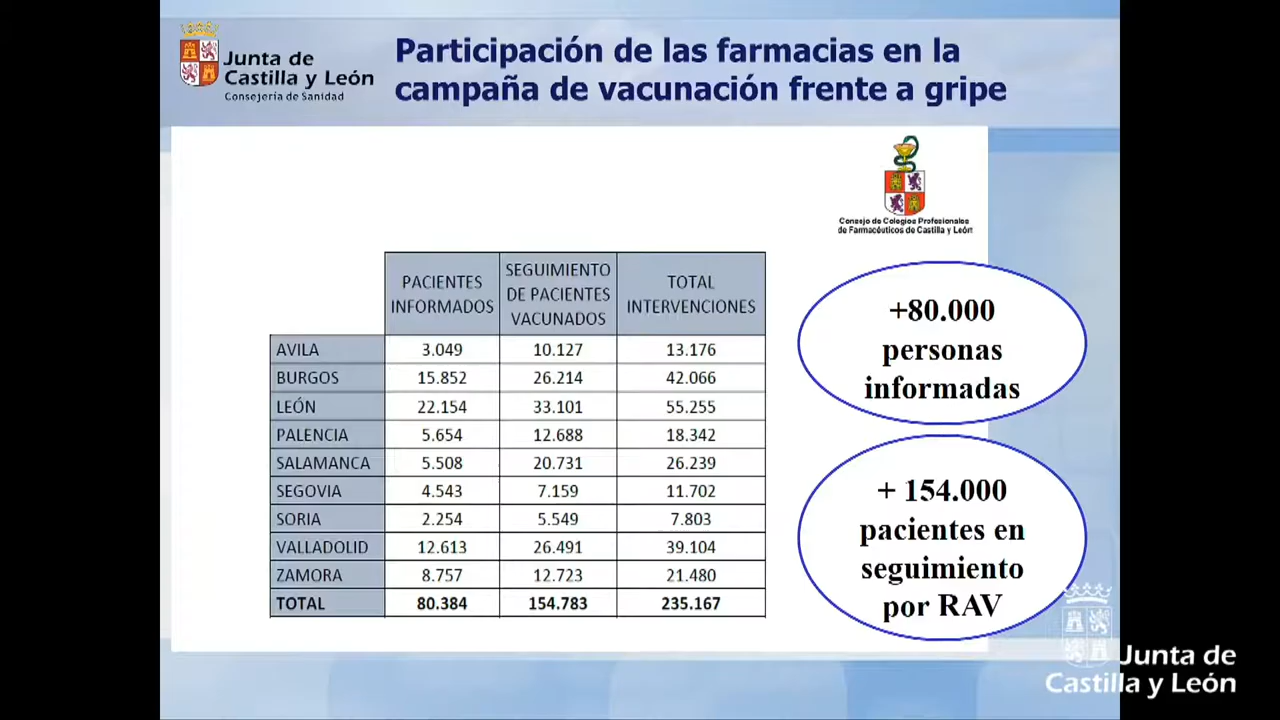 Junta de
Castilla y León
Consejería de Sanidad
Participación de las farmacias en la
campaña de vacunación frente a gripe
Consejo de Colegios Profesionales
de Farmacéuticos de Castilla y León
PACIENTES INFORMADOS SEGUIMIENTO DE PACIENTES VACUNADOS TOTAL INTERVENCIONES
AVILA 3.049 10.127 13.176
BURGOS 15.852 26.214 42.066
LEÓN 22.154 33.101 55.255
PALENCIA 5.654 12.688 18.342
SALAMANCA 5.508 20.731 26.239
SEGOVIA 4.543 7.159 11.702
SORIA 2.254 5.549 7.803
VALLADOLID 12.613 26.491 39.104
ZAMORA 8.757 12.723 21.480
TOTAL 80.384 154.783 235.167
+80.000
personas
informadas
+ 154.000
pacientes en
seguimiento
por RAV
Junta de
Castilla y León